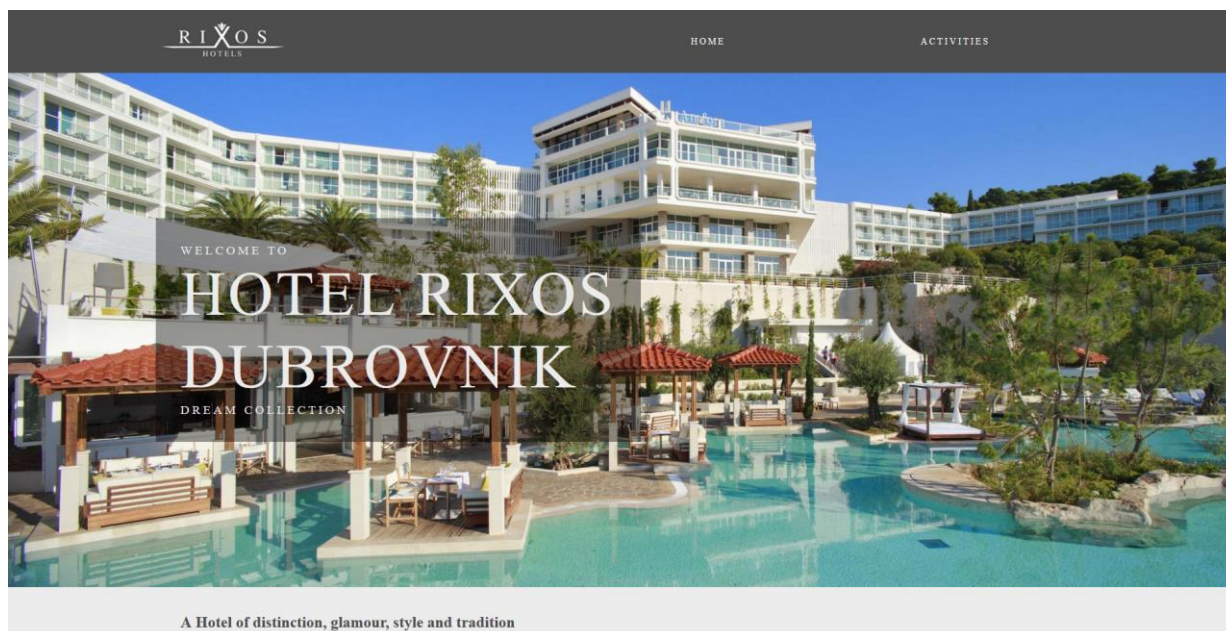 RIXOS
HOTELS
HOME
ACTIVITIES
WELCOME TO
HOTEL RIXOS
DUBROVNIK
DREAM COLLECTION
A Hotel of distinction, glamour, style and tradition